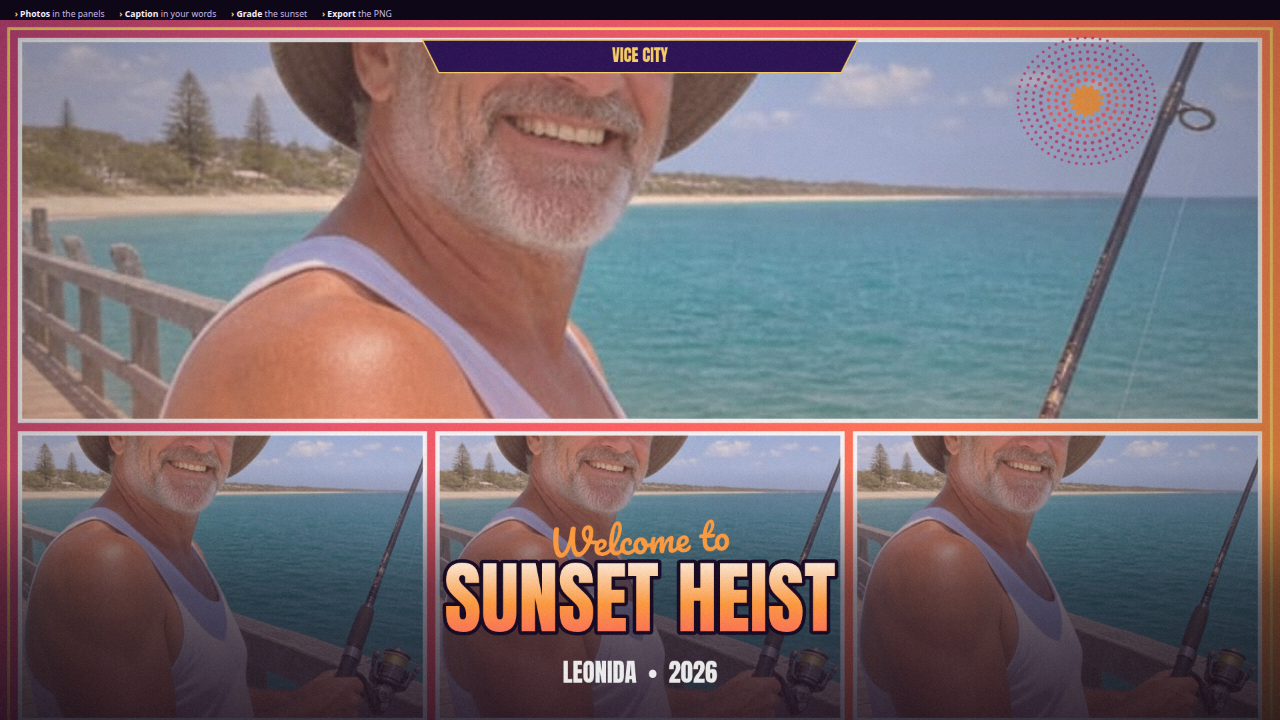 › Photos in the panels › Caption in your words › Grade the sunset › Export the PNG
VICE CITY
Welcome to
SUNSET HEIST
LEONIDA • 2026